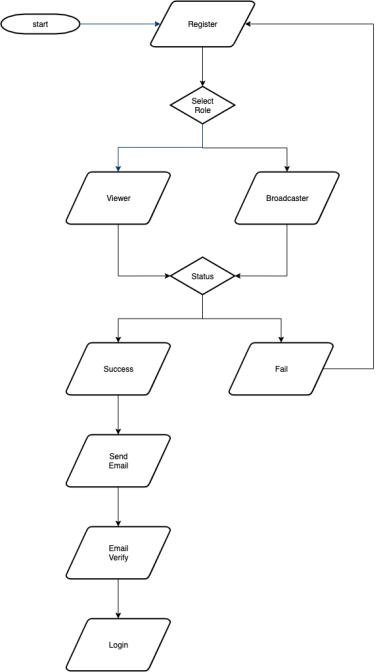 start
Register
Select
Role
Viewer
Broadcaster
Status
Success
Fail
Send
Email
Email
Verify
Login